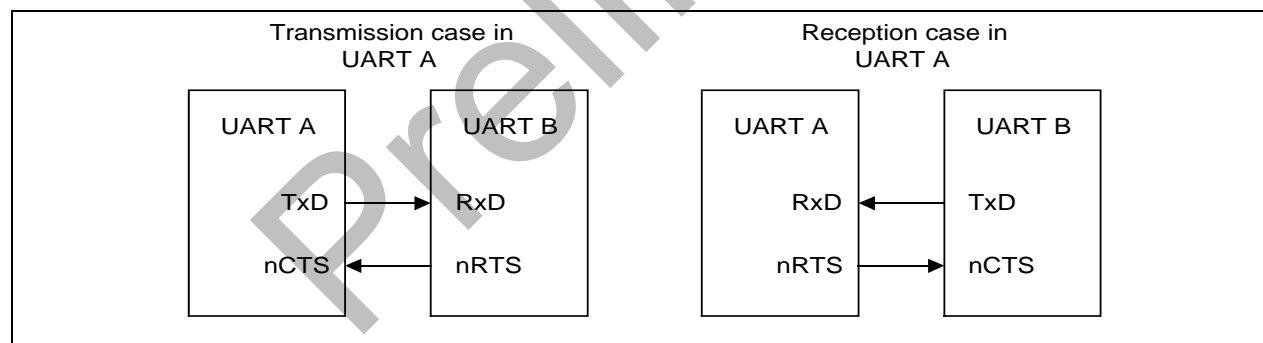 Transmission case in
UART A
UART A
UART B
TxD
RxD
nCTS
nRTS
Reception case in
UART A
UART A
UART B
RxD
TxD
nRTS
nCTS
Preli